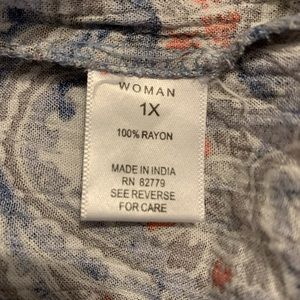 WOMAN
1X
100% RAYON
MADE IN INDIA
RN 82779
SEE REVERSE
FOR CARE